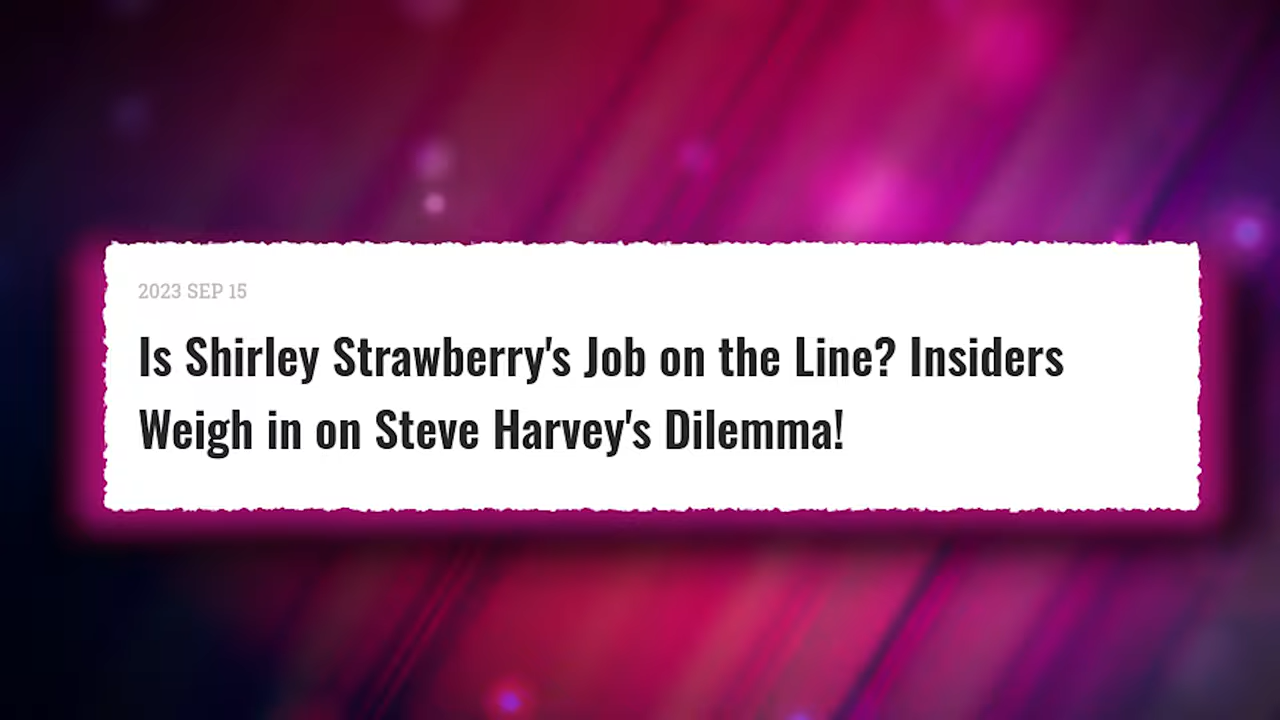 2023 SEP 15
Is Shirley Strawberry's Job on the Line? Insiders
Weigh in on Steve Harvey's Dilemma!